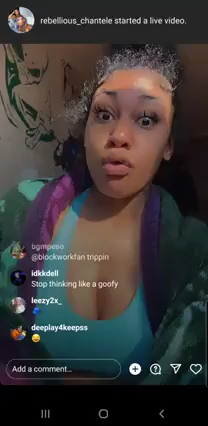 rebellious_chantele started a live video.
bgmpeso
@blockworkfan trippin
idkkdell
Stop thinking like a goofy
leezy2x_
deeplay4keepss
Add a comment...